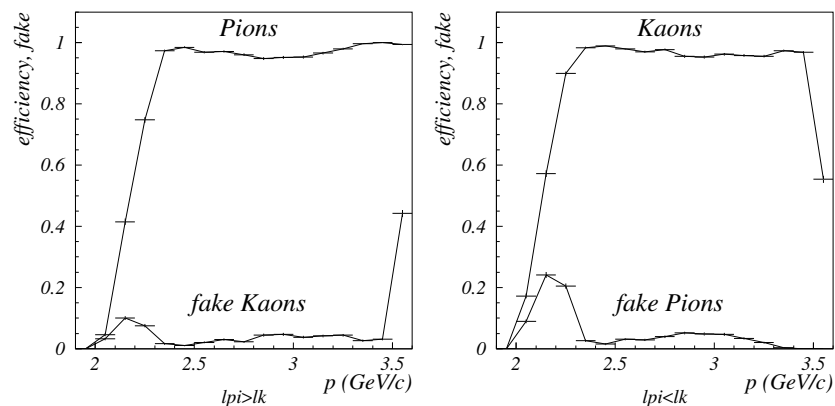 Pions
efficiency, fake
1
0.8
0.6
0.4
0.2
0
fake Kaons
2
2.5
3
3.5
p (GeV/c)
lpi>lk
Kaons
efficiency, fake
1
0.8
0.6
0.4
0.2
0
fake Pions
2
2.5
3
3.5
p (GeV/c)
lpi<lk